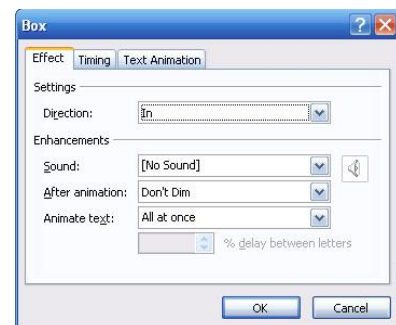 Box
Effect Timing Text Animation
Settings
Direction: In
Enhancements
Sound: [No Sound]
After animation: Don't Dim
Animate text: All at once
% delay between letters
OK Cancel